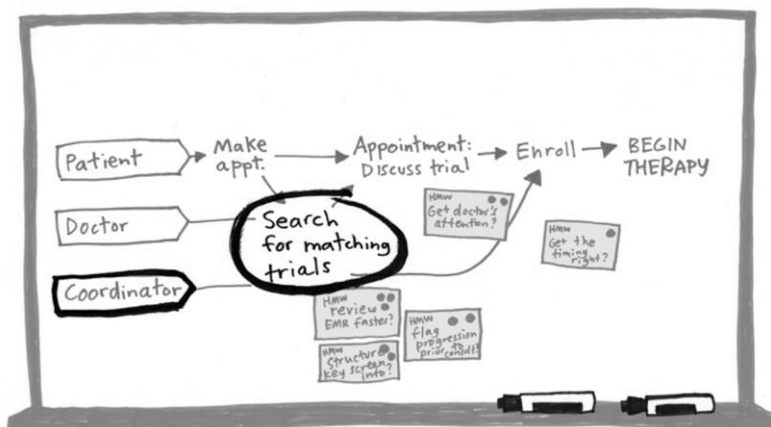 Patient
Make
appt.
Appointment:
Discuss trial
Enroll
BEGIN
THERAPY
Doctor
Search
for matching
trials
Coordinator
HMW
Get doctor's
attention?
HMW
Get the
timing
right?
HMW
review
EMR faster?
HMW
flag
progression
prior to
consult?
HMW
Structure
key screen
info?